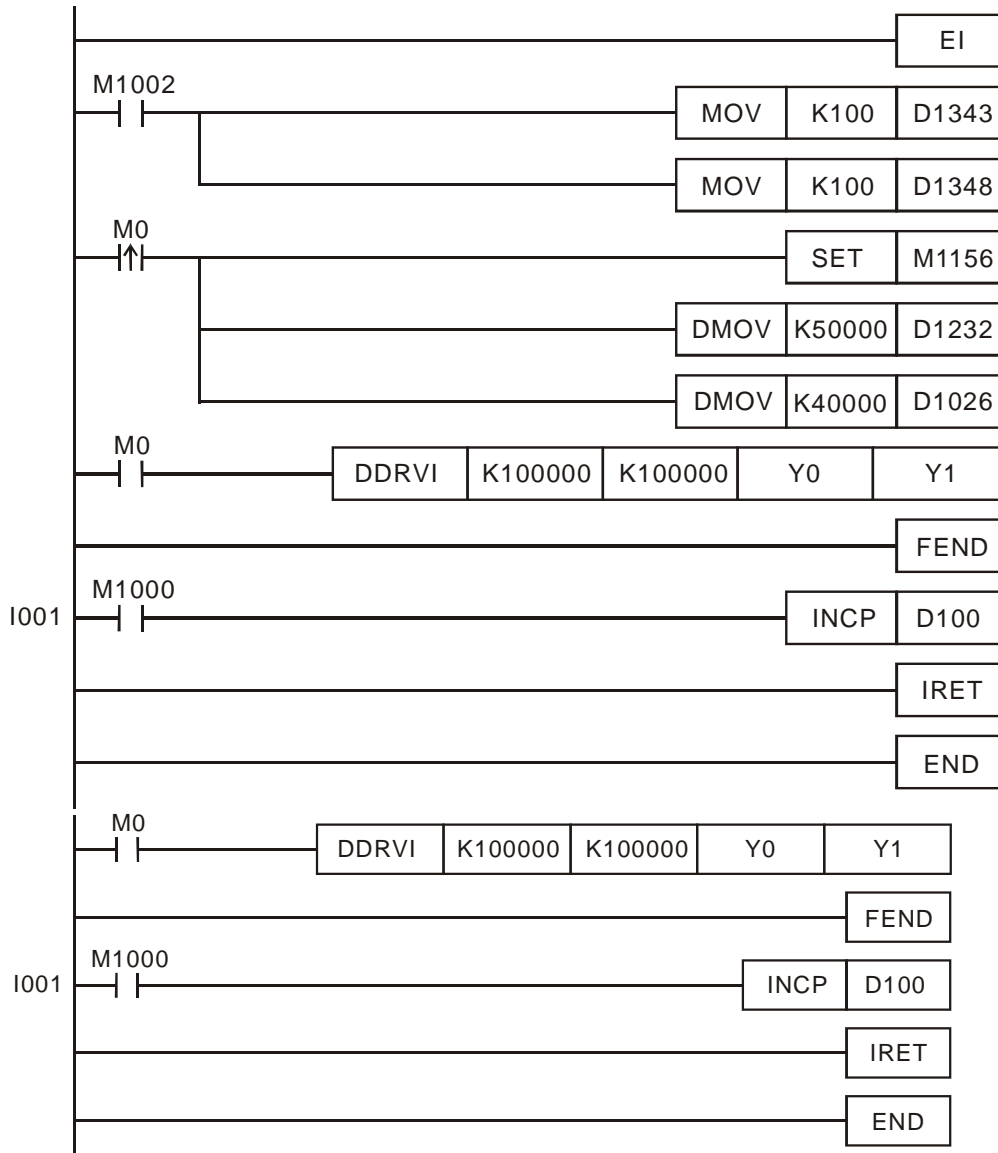 EI
M1002
MOV K100 D1343
MOV K100 D1348
M0
SET M1156
DMOV K50000 D1232
DMOV K40000 D1026
M0
DDRVI K100000 K100000 Y0 Y1
FEND
M1000
I001 INCP D100
IRET
END
M0
DDRVI K100000 K100000 Y0 Y1
FEND
M1000
I001 INCP D100
IRET
END